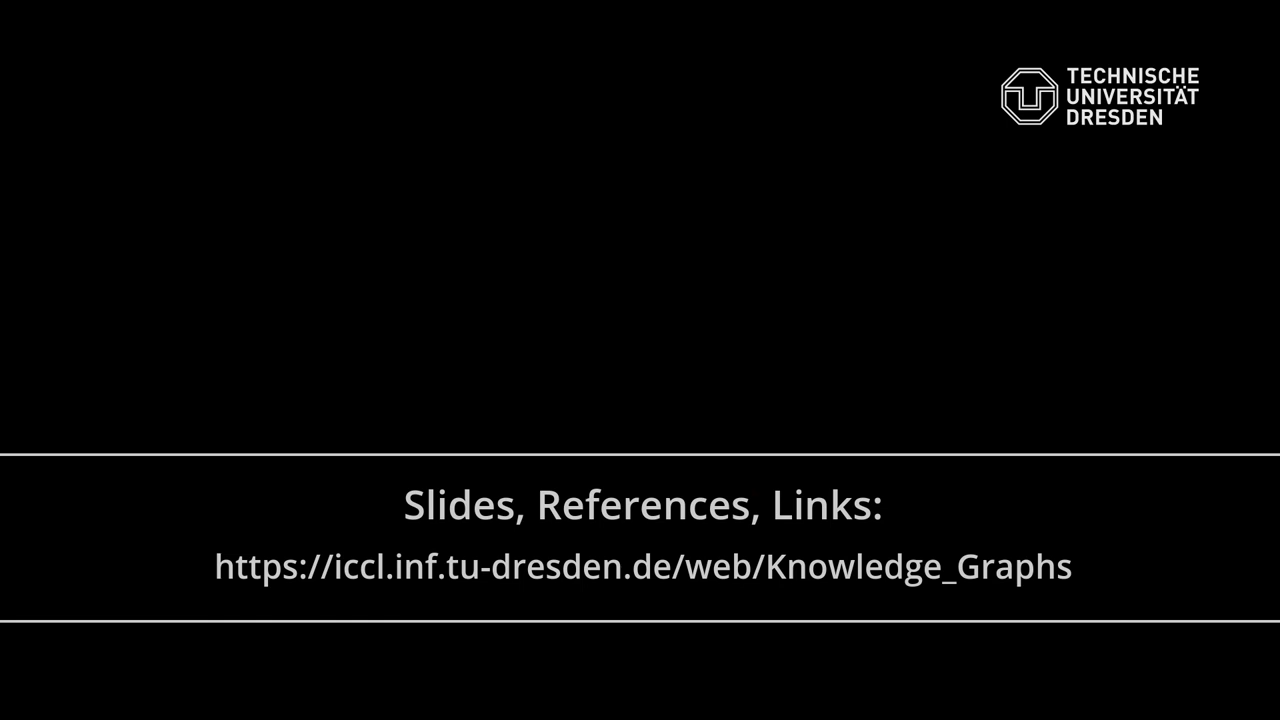 TECHNISCHE
UNIVERSITÄT
DRESDEN
Slides, References, Links:
https://iccl.inf.tu-dresden.de/web/Knowledge_Graphs